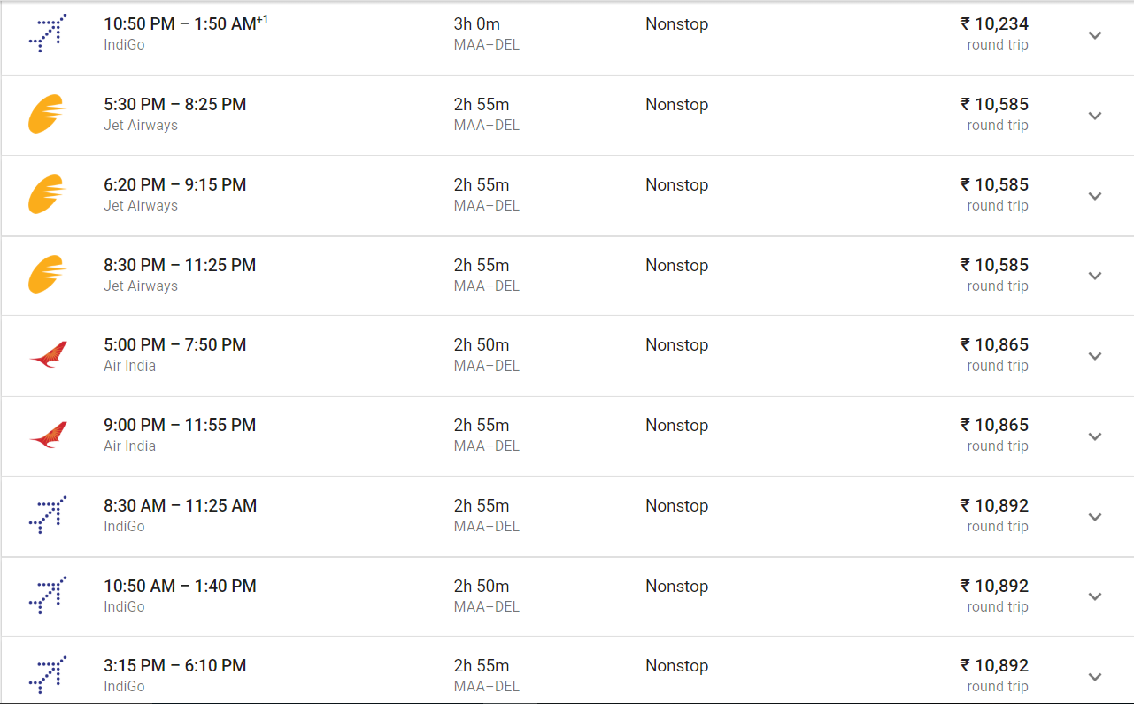 10:50 PM – 1:50 AM+1 3h 0m Nonstop ₹ 10,234
IndiGo MAA–DEL round trip
5:30 PM – 8:25 PM 2h 55m Nonstop ₹ 10,585
Jet Airways MAA–DEL round trip
6:20 PM – 9:15 PM 2h 55m Nonstop ₹ 10,585
Jet Airways MAA–DEL round trip
8:30 PM – 11:25 PM 2h 55m Nonstop ₹ 10,585
Jet Airways MAA–DEL round trip
5:00 PM – 7:50 PM 2h 50m Nonstop ₹ 10,865
Air India MAA–DEL round trip
9:00 PM – 11:55 PM 2h 55m Nonstop ₹ 10,865
Air India MAA–DEL round trip
8:30 AM – 11:25 AM 2h 55m Nonstop ₹ 10,892
IndiGo MAA–DEL round trip
10:50 AM – 1:40 PM 2h 50m Nonstop ₹ 10,892
IndiGo MAA–DEL round trip
3:15 PM – 6:10 PM 2h 55m Nonstop ₹ 10,892
IndiGo MAA–DEL round trip